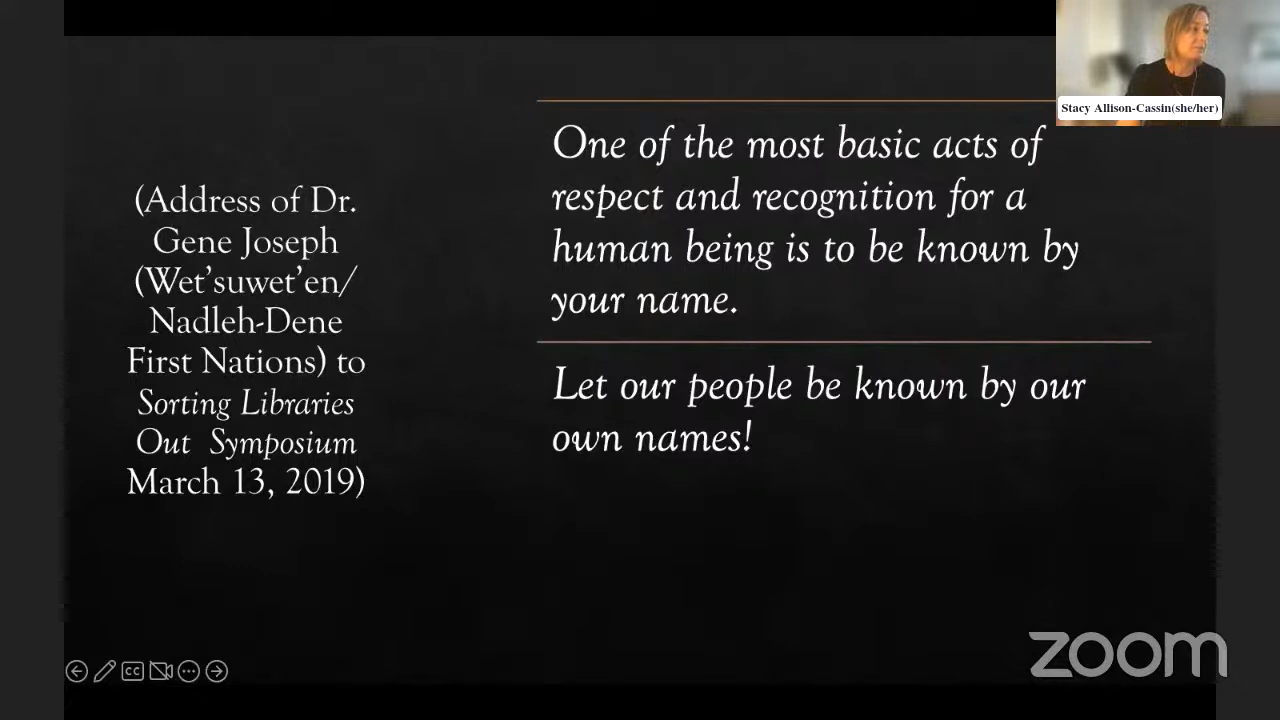 Stacy Allison-Cassin(she/her)
(Address of Dr.
Gene Joseph
(Wet’suwet’en/
Nadleh-Dene
First Nations) to
Sorting Libraries
Out Symposium
March 13, 2019)
One of the most basic acts of
respect and recognition for a
human being is to be known by
your name.
Let our people be known by our
own names!
CC
zoom